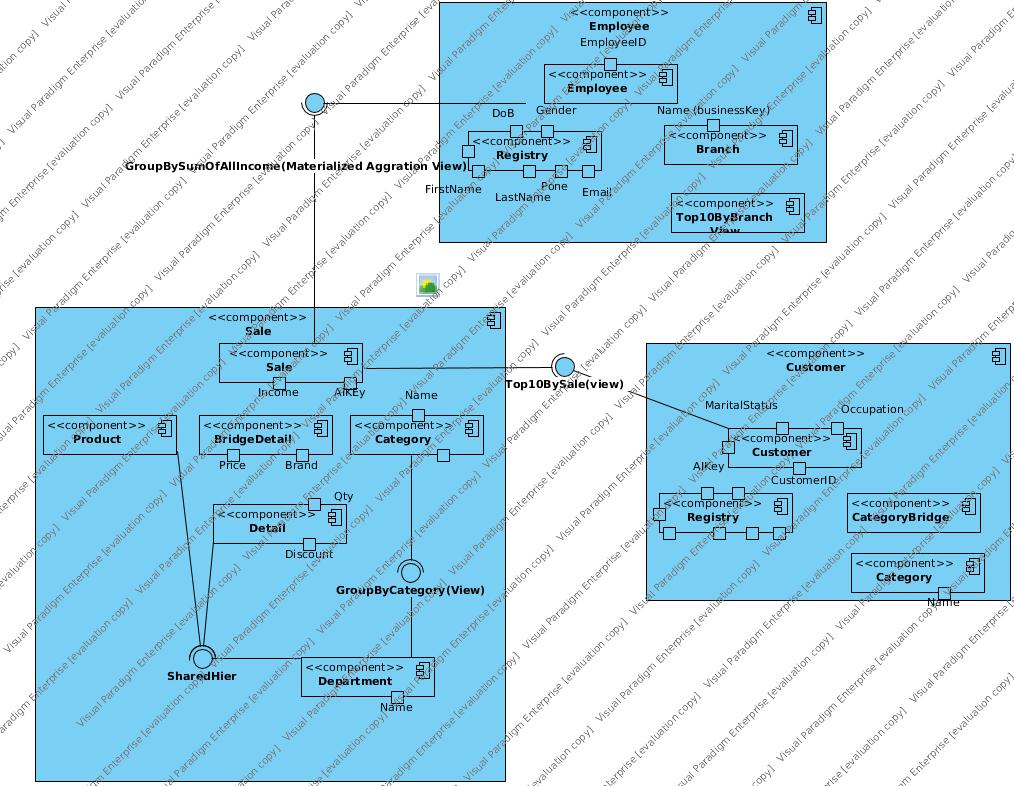 <<component>>
Employee
EmployeeID
<<component>>
Employee
DoB
Gender
Name (businessKey)
<<component>>
Registry
<<component>>
Branch
GroupBySumOfAllIncome(Materialized Aggration View)
FirstName
LastName
Pone
Email
<<component>>
Top10ByBranch
View
<<component>>
Sale
<<component>>
Sale
Income
AlKey
Name
Top10BySale(view)
<<component>>
Product
<<component>>
BridgeDetail
<<component>>
Category
Price
Brand
Qty
<<component>>
Detail
Discount
GroupByCategory(View)
SharedHier
<<component>>
Department
Name
<<component>>
Customer
MaritalStatus
Occupation
<<component>>
Customer
AlKey
CustomerID
<<component>>
Registry
<<component>>
CategoryBridge
<<component>>
Category
Name
Visual Paradigm Enterprise [evaluation copy]